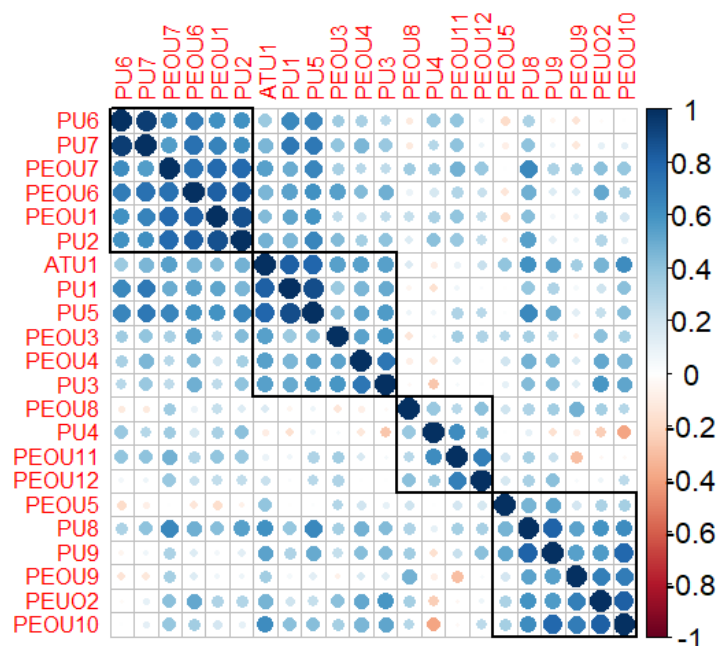 PU6
PU7
PEOU7
PEOU6
PEOU1
PU2
ATU1
PU1
PU5
PEOU3
PEOU4
PU3
PEOU8
PU4
PEOU11
PEOU12
PEOU5
PU8
PU9
PEOU9
PEUO2
PEOU10
PU6
PU7
PEOU7
PEOU6
PEOU1
PU2
ATU1
PU1
PU5
PEOU3
PEOU4
PU3
PEOU8
PU4
PEOU11
PEOU12
PEOU5
PU8
PU9
PEOU9
PEUO2
PEOU10
1
0.8
0.6
0.4
0.2
0
-0.2
-0.4
-0.6
-0.8
-1